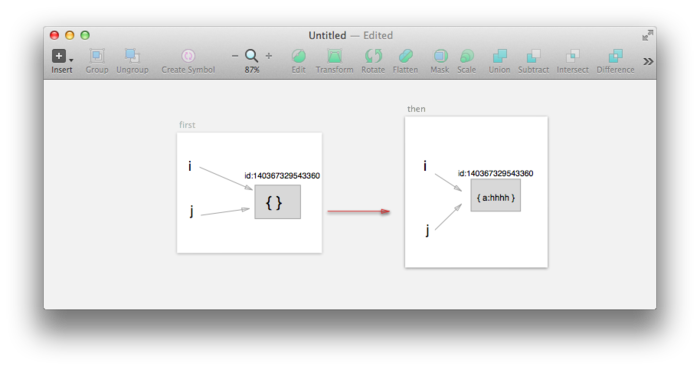 Untitled — Edited
Insert Group Ungroup Create Symbol − 87% + Edit Transform Rotate Flatten Mask Scale Union Subtract Intersect Difference »
first
i
id:140367329543360
{ }
j
then
i
id:140367329543360
{ a:hhhh }
j